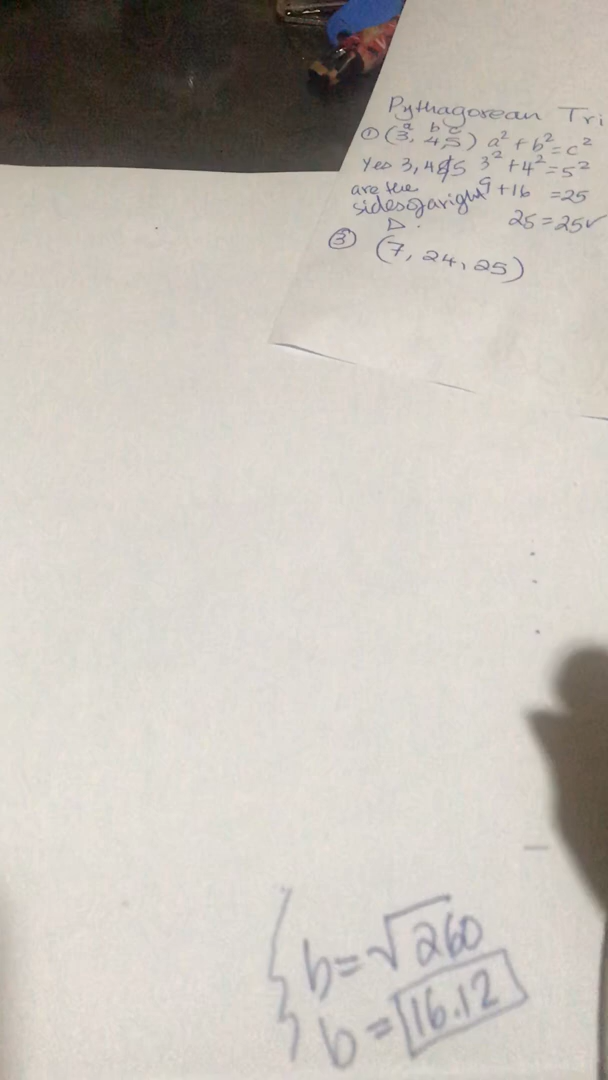 Pythagorean Tri
a b c
① (3, 4, 5) a² + b² = c²
Yes 3, 4 & 5 3² + 4² = 5²
are the 9 + 16 = 25
sides of a right 25 = 25 ✓
△.
③ (7, 24, 25)
b = √260
b = 16.12